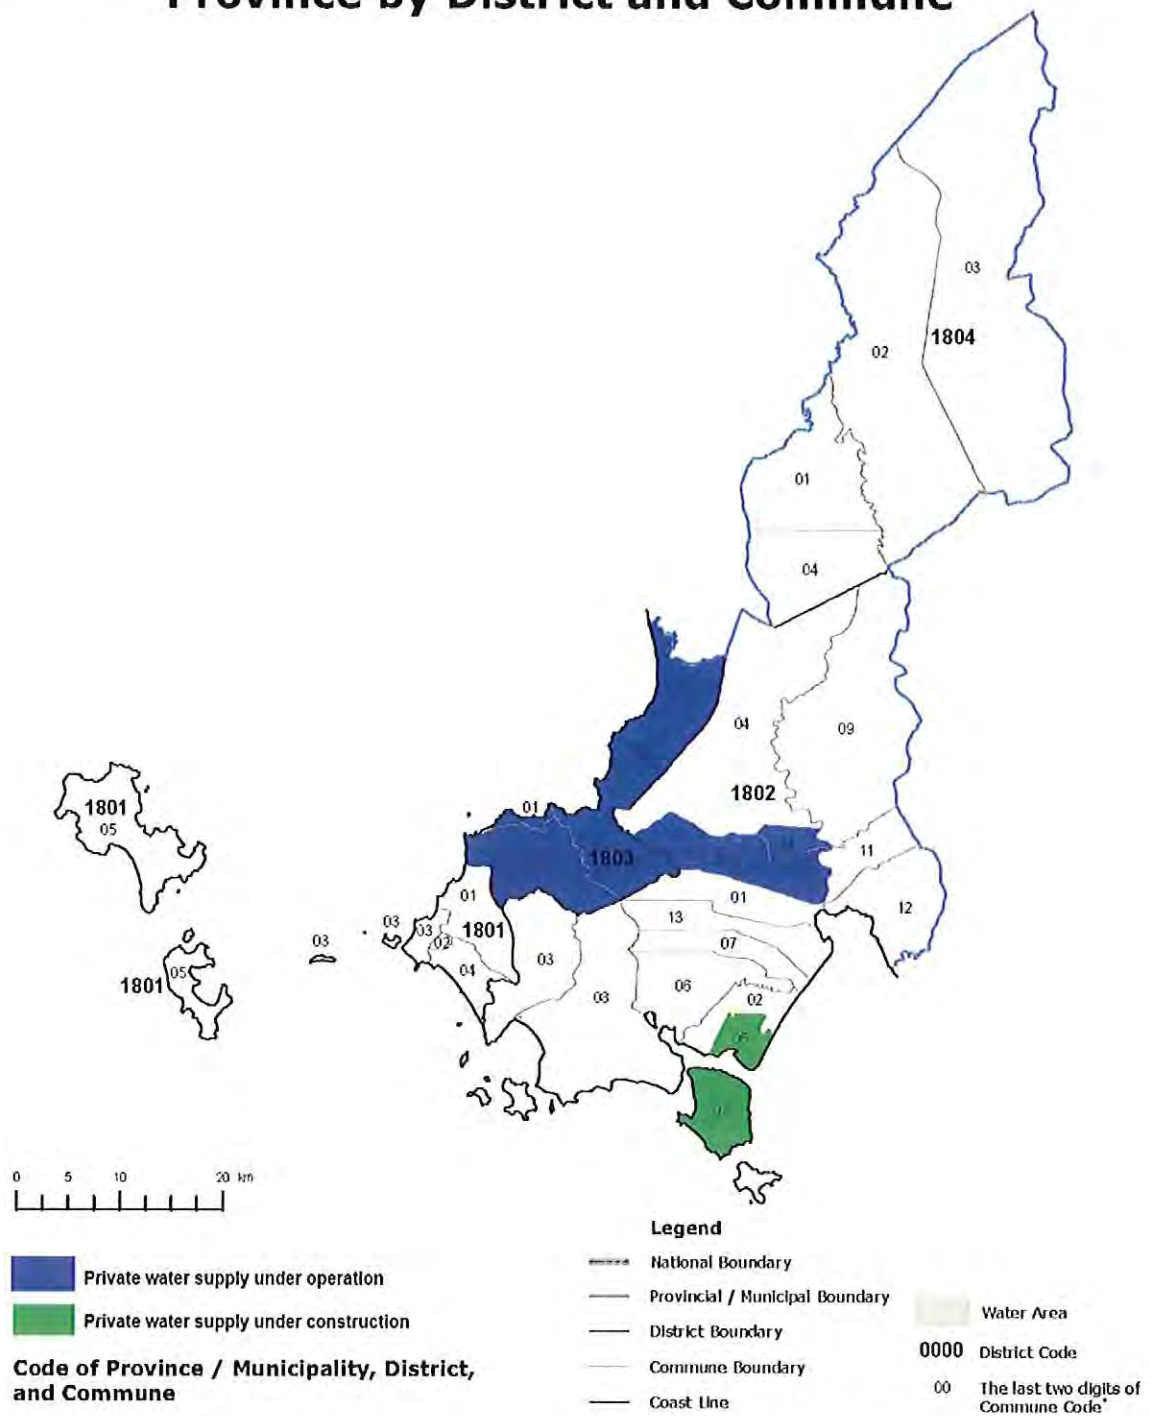 Province by District and Commune
03
1804
02
01
04
04
09
1802
01
1801
05
1803
11
01
01
12
13
03
03
1801
03
02
07
03
03
04
05
1801
06
02
03
0 5 10 20 km
Legend
National Boundary
Private water supply under operation
Provincial / Municipal Boundary
Water Area
Private water supply under construction
District Boundary
0000 District Code
Code of Province / Municipality, District,
and Commune
Commune Boundary
00 The last two digits of
Commune Code*
Coast Line